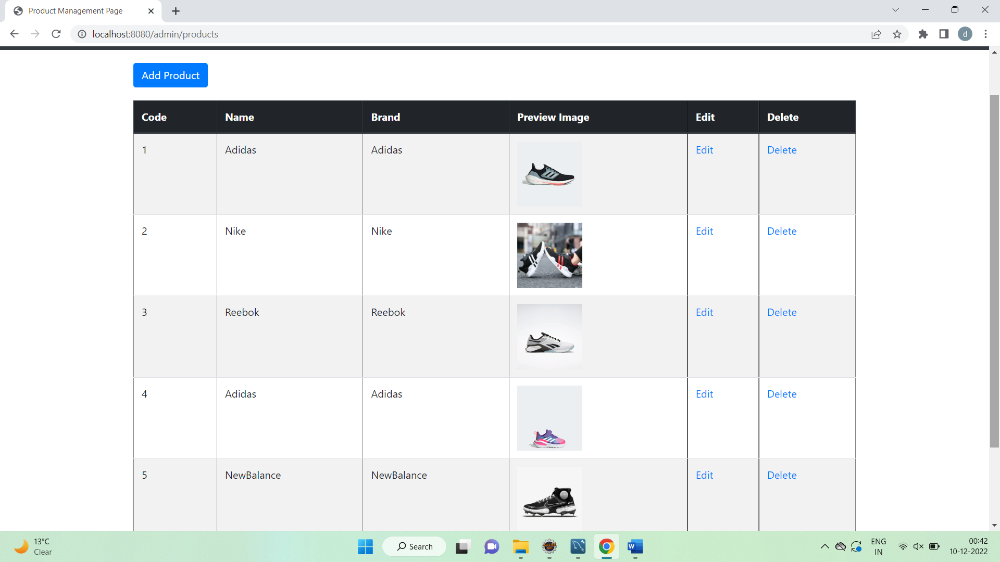 Product Management Page
localhost:8080/admin/products
d
Add Product
Code Name Brand Preview Image Edit Delete
1 Adidas Adidas Edit Delete
2 Nike Nike Edit Delete
3 Reebok Reebok Edit Delete
4 Adidas Adidas Edit Delete
5 NewBalance NewBalance Edit Delete
13°C
Clear
Search
W
ENG
IN
00:42
10-12-2022